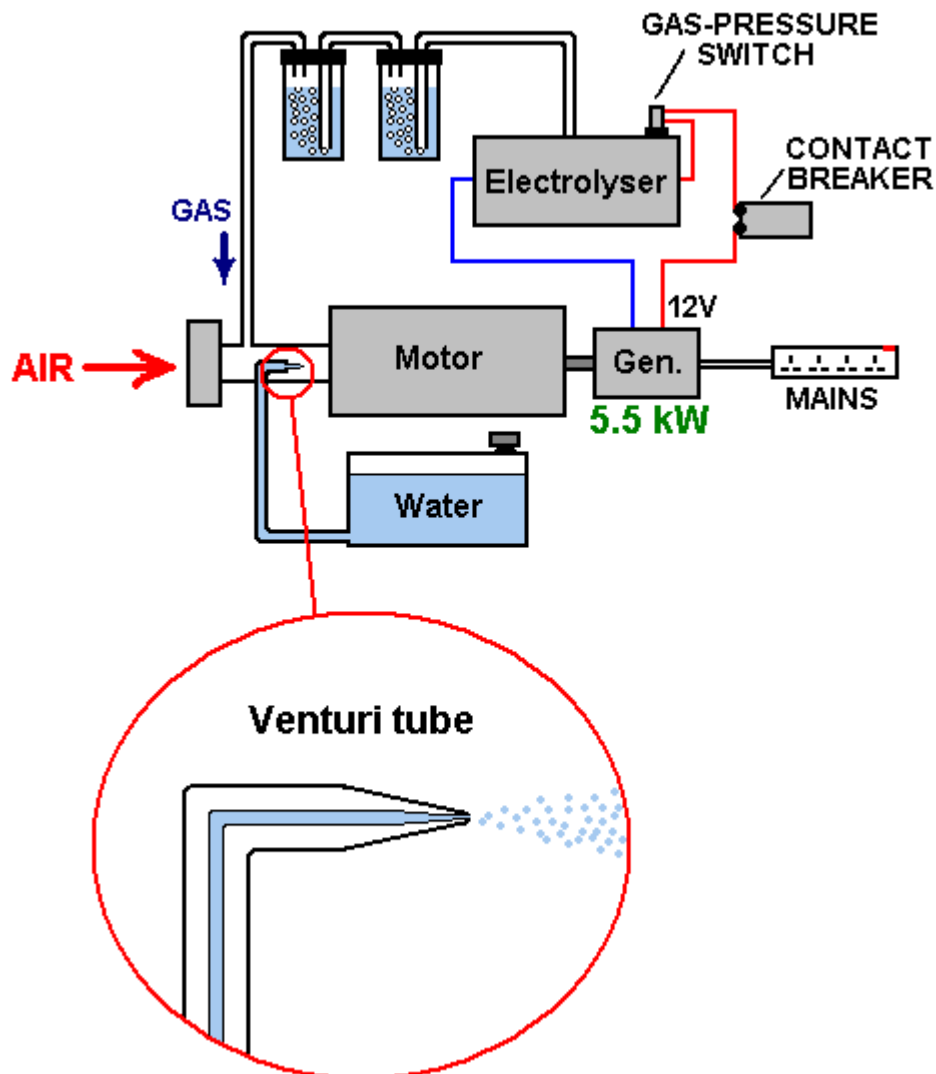 GAS-PRESSURE
SWITCH
CONTACT
BREAKER
Electrolyser
GAS
12V
AIR
Motor
Gen.
MAINS
5.5 kW
Water
Venturi tube